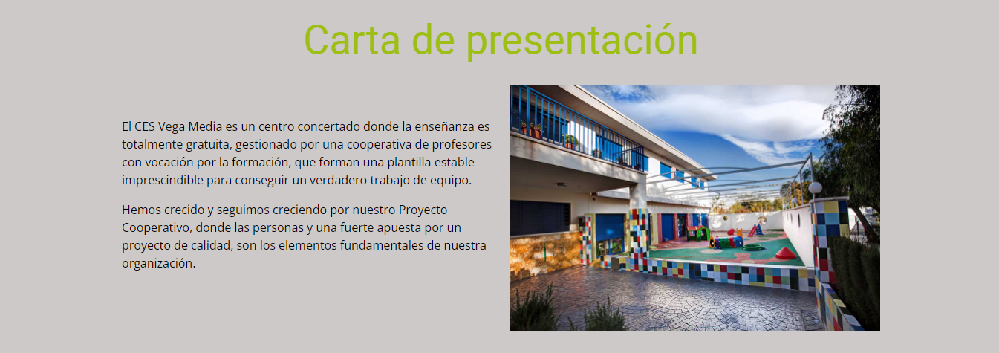 Carta de presentación
El CES Vega Media es un centro concertado donde la enseñanza es
totalmente gratuita, gestionado por una cooperativa de profesores
con vocación por la formación, que forman una plantilla estable
imprescindible para conseguir un verdadero trabajo de equipo.
Hemos crecido y seguimos creciendo por nuestro Proyecto
Cooperativo, donde las personas y una fuerte apuesta por un
proyecto de calidad, son los elementos fundamentales de nuestra
organización.